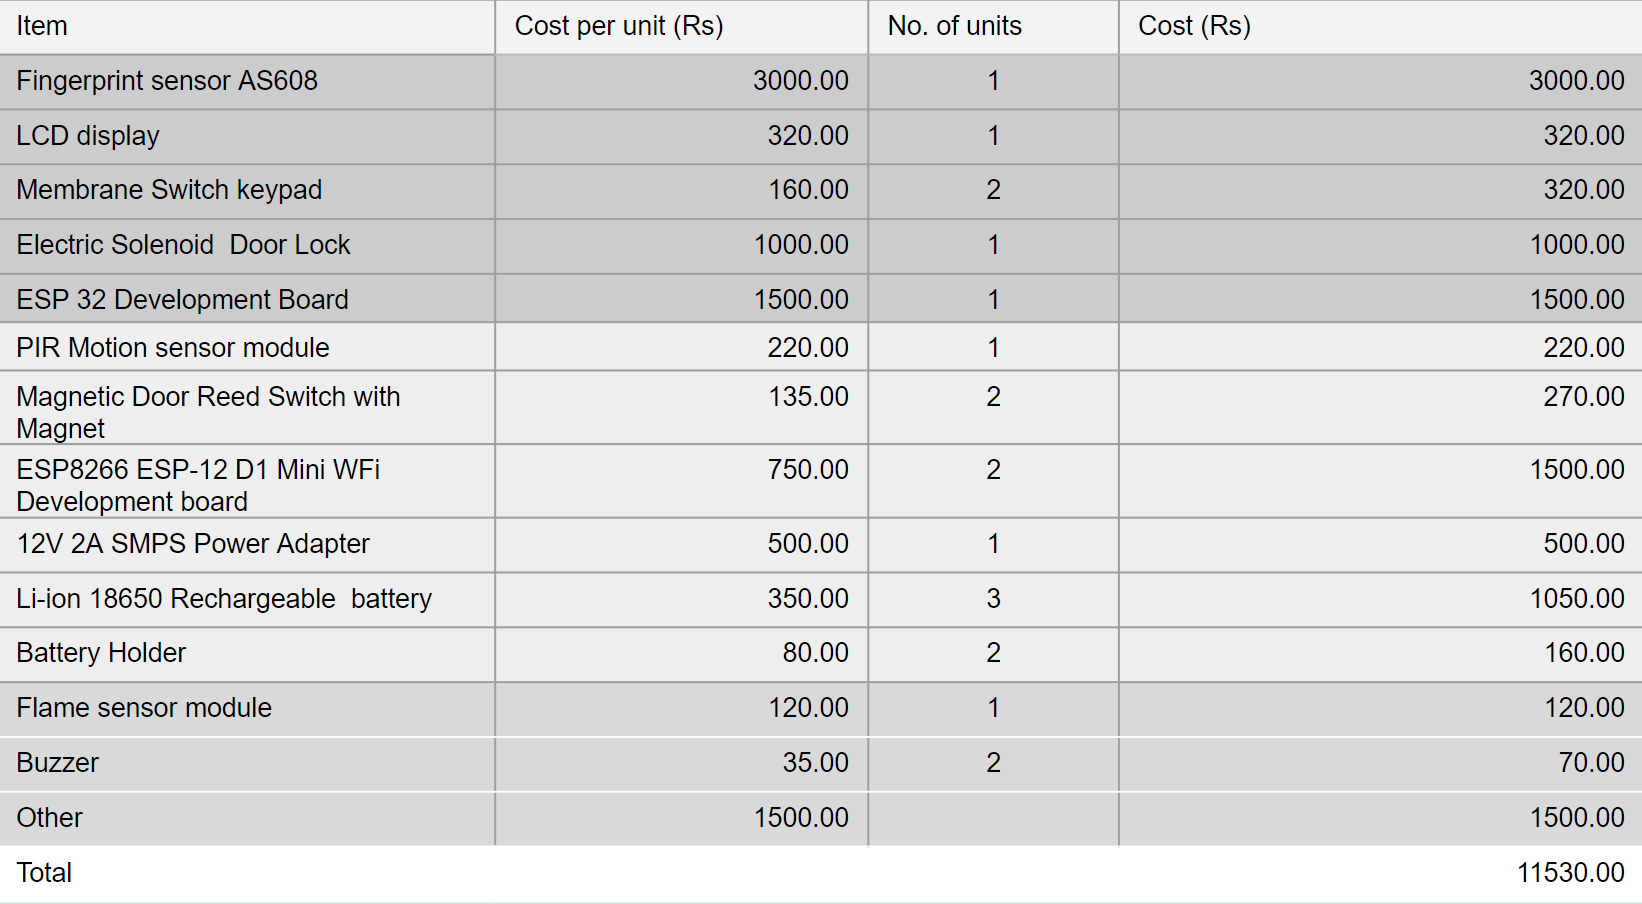 Item Cost per unit (Rs) No. of units Cost (Rs)
Fingerprint sensor AS608 3000.00 1 3000.00
LCD display 320.00 1 320.00
Membrane Switch keypad 160.00 2 320.00
Electric Solenoid  Door Lock 1000.00 1 1000.00
ESP 32 Development Board 1500.00 1 1500.00
PIR Motion sensor module 220.00 1 220.00
Magnetic Door Reed Switch with 135.00 2 270.00
Magnet
ESP8266 ESP-12 D1 Mini WFi 750.00 2 1500.00
Development board
12V 2A SMPS Power Adapter 500.00 1 500.00
Li-ion 18650 Rechargeable  battery 350.00 3 1050.00
Battery Holder 80.00 2 160.00
Flame sensor module 120.00 1 120.00
Buzzer 35.00 2 70.00
Other 1500.00 1500.00
Total 11530.00